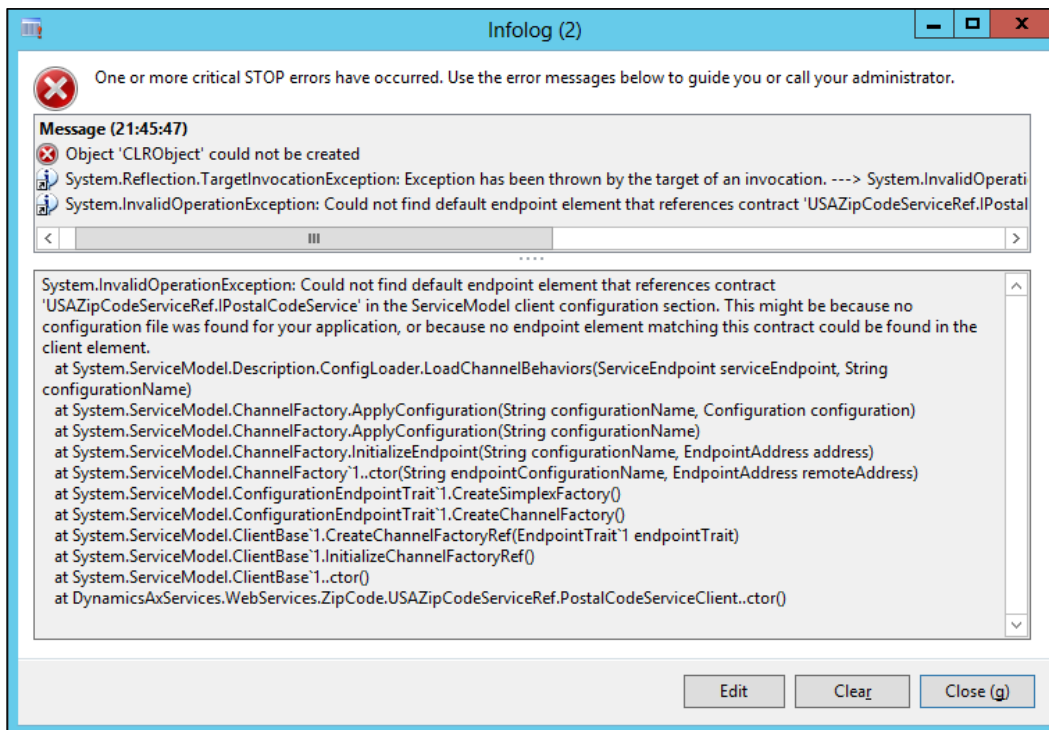 Infolog (2)
One or more critical STOP errors have occurred. Use the error messages below to guide you or call your administrator.
Message (21:45:47)
Object 'CLRObject' could not be created
System.Reflection.TargetInvocationException: Exception has been thrown by the target of an invocation. ---> System.InvalidOperati
System.InvalidOperationException: Could not find default endpoint element that references contract 'USAZipCodeServiceRef.IPostal
System.InvalidOperationException: Could not find default endpoint element that references contract
'USAZipCodeServiceRef.IPostalCodeService' in the ServiceModel client configuration section. This might be because no
configuration file was found for your application, or because no endpoint element matching this contract could be found in the
client element.
at System.ServiceModel.Description.ConfigLoader.LoadChannelBehaviors(ServiceEndpoint serviceEndpoint, String
configurationName)
at System.ServiceModel.ChannelFactory.ApplyConfiguration(String configurationName, Configuration configuration)
at System.ServiceModel.ChannelFactory.ApplyConfiguration(String configurationName)
at System.ServiceModel.ChannelFactory.InitializeEndpoint(String configurationName, EndpointAddress address)
at System.ServiceModel.ChannelFactory`1..ctor(String endpointConfigurationName, EndpointAddress remoteAddress)
at System.ServiceModel.ConfigurationEndpointTrait`1.CreateSimplexFactory()
at System.ServiceModel.ConfigurationEndpointTrait`1.CreateChannelFactory()
at System.ServiceModel.ClientBase`1.CreateChannelFactoryRef(EndpointTrait`1 endpointTrait)
at System.ServiceModel.ClientBase`1.InitializeChannelFactoryRef()
at System.ServiceModel.ClientBase`1..ctor()
at DynamicsAxServices.WebServices.ZipCode.USAZipCodeServiceRef.PostalCodeServiceClient..ctor()
Edit
Clear
Close (g)